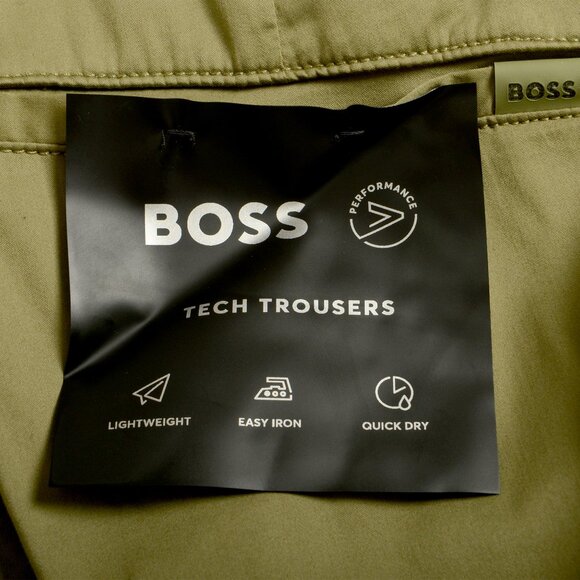 BOSS
BOSS
PERFORMANCE
TECH TROUSERS
LIGHTWEIGHT
EASY IRON
QUICK DRY